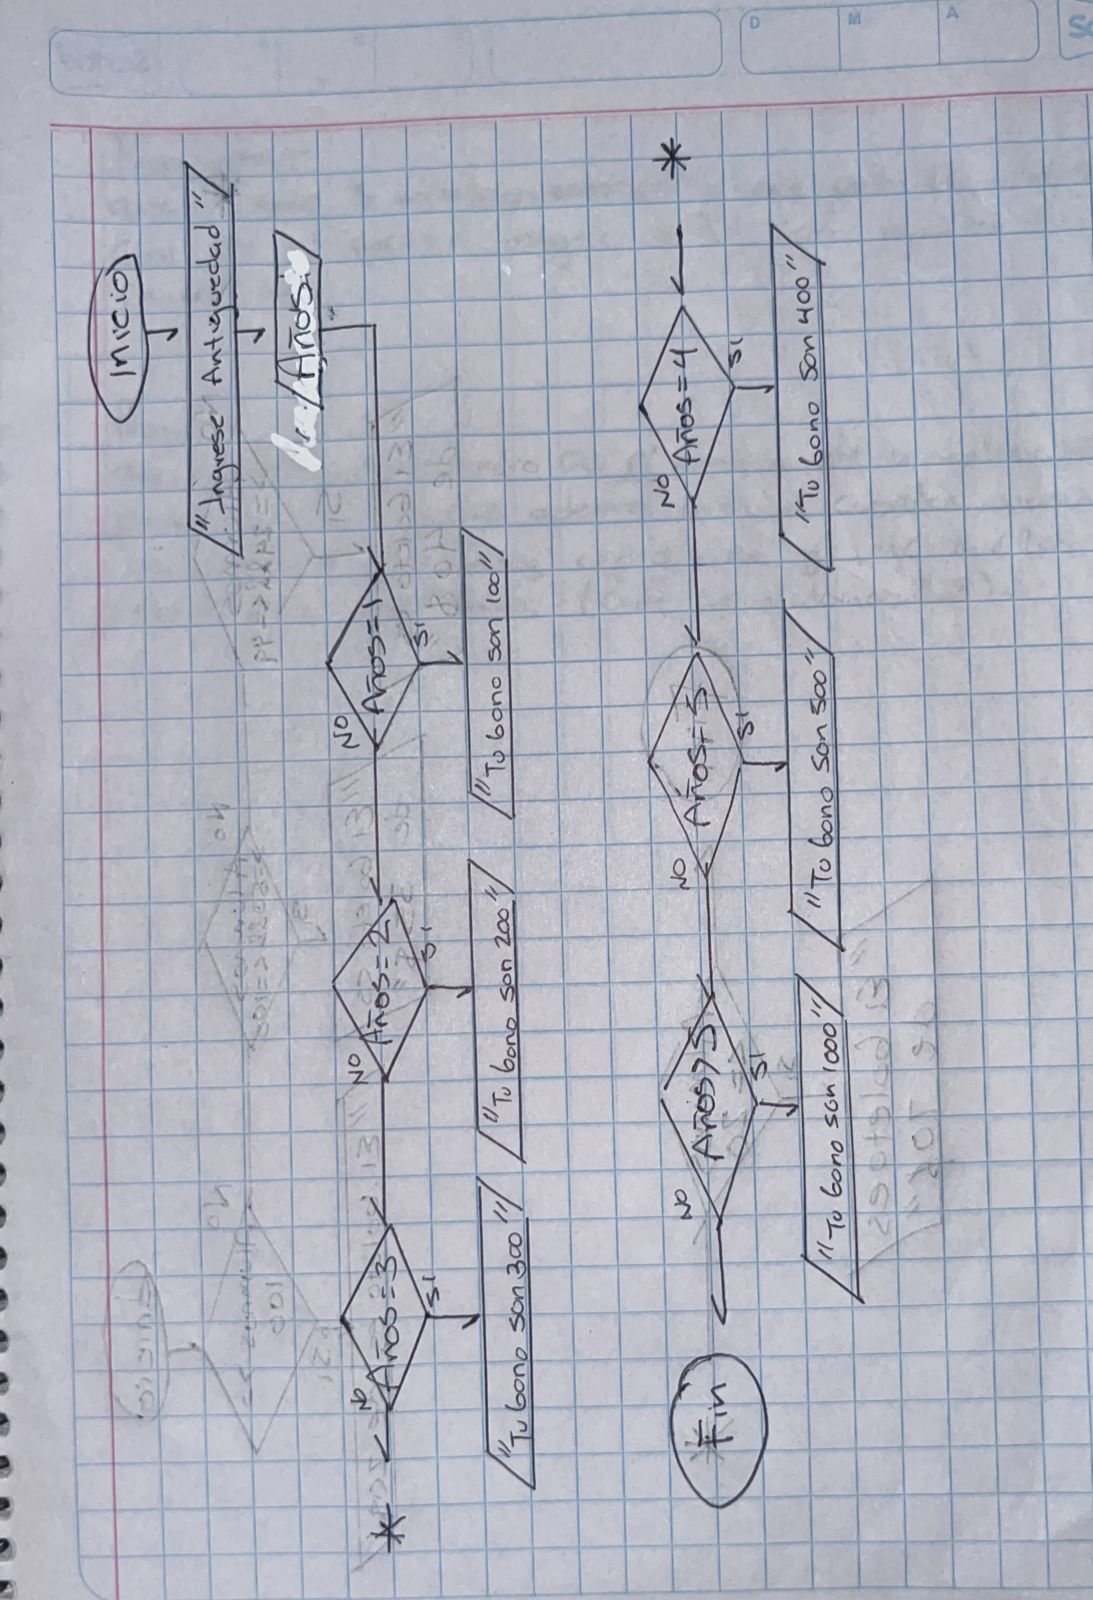 D M A
Inicio
"Ingrese Antiguedad"
Años
Años=1
NO
SI
"Tu bono son 100"
Años=2
NO
SI
"Tu bono son 200"
Años=3
NO
SI
"Tu bono son 300"
*
*
Años=4
NO
SI
"Tu bono son 400"
Años=5
NO
SI
"Tu bono son 500"
Años>5
NO
SI
"Tu bono son 1000"
Fin